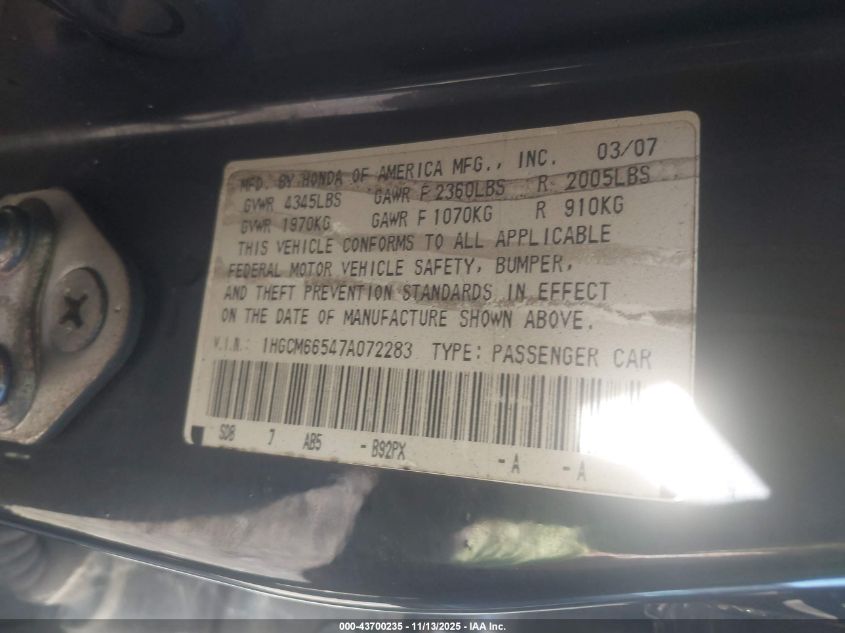 MFD. BY HONDA OF AMERICA MFG., INC. 03/07
GVWR 4345LBS GAWR F 2360LBS R 2005LBS
GVWR 1970KG GAWR F 1070KG R 910KG
THIS VEHICLE CONFORMS TO ALL APPLICABLE
FEDERAL MOTOR VEHICLE SAFETY, BUMPER,
AND THEFT PREVENTION STANDARDS IN EFFECT
ON THE DATE OF MANUFACTURE SHOWN ABOVE.
V.I.N.: 1HGCM66547A072283 TYPE: PASSENGER CAR
SDB 7 AB5 - B92PX - A - A
000-43700235 - 11/13/2025 - IAA Inc.